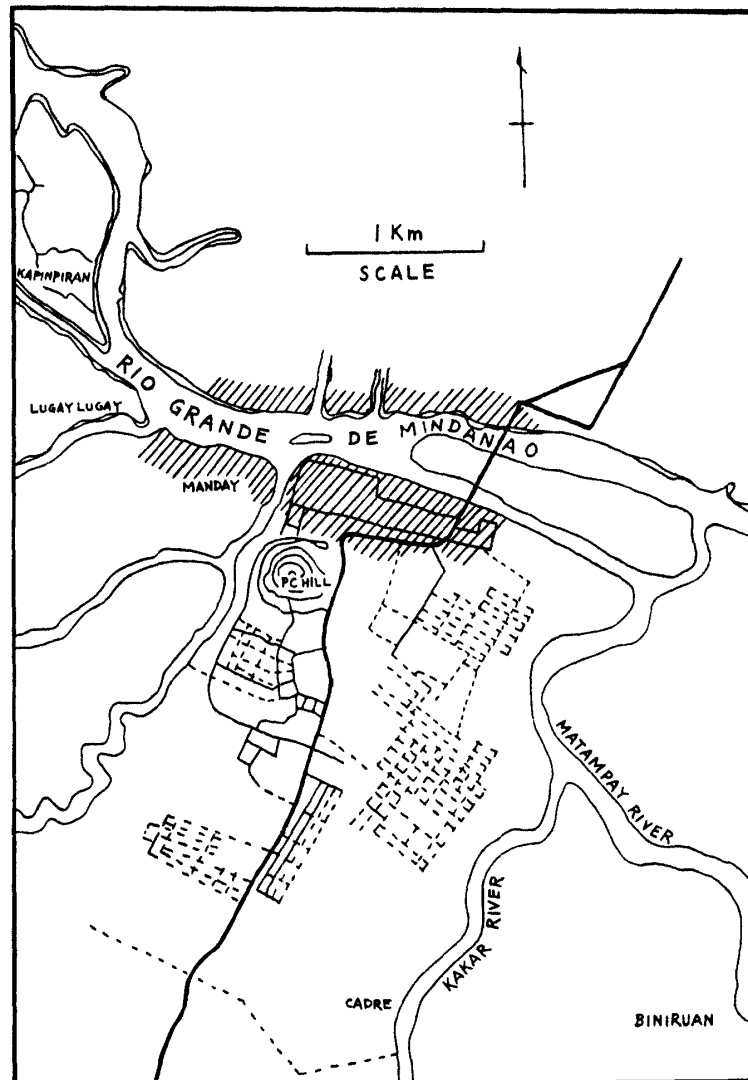 1 Km
SCALE
KAPINPIRAN
RIO GRANDE DE MINDANAO
LUGAY LUGAY
MANDAY
PC HILL
MATAMPAY RIVER
KAKAR RIVER
CADRE
BINIRUAN